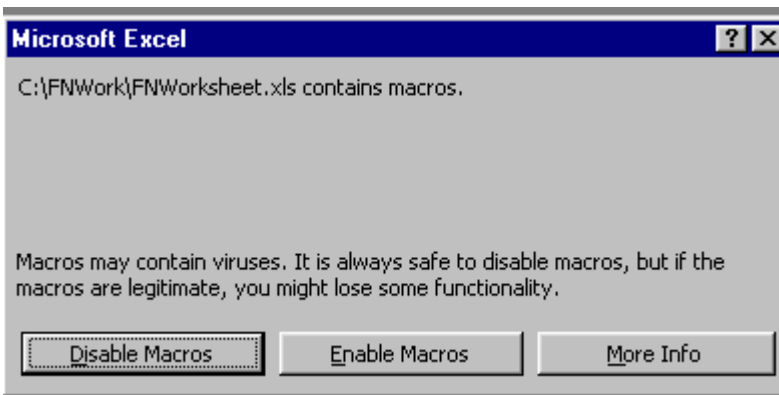 Microsoft Excel
C:\FNWork\FNWorksheet.xls contains macros.
Macros may contain viruses. It is always safe to disable macros, but if the
macros are legitimate, you might lose some functionality.
Disable Macros Enable Macros More Info